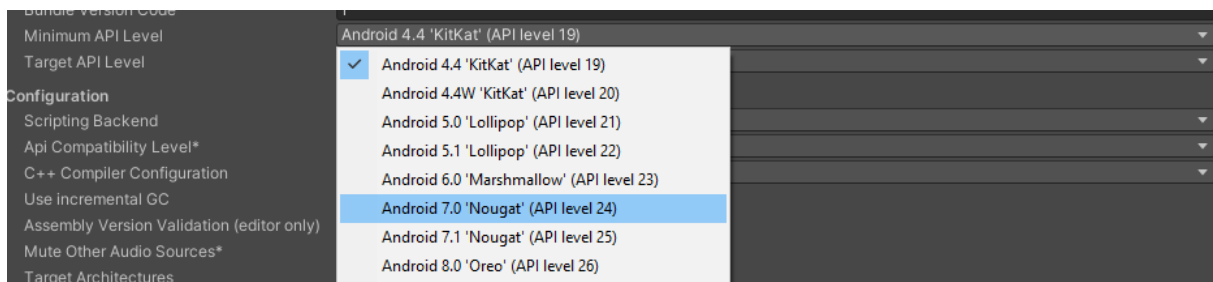 Bundle Version Code
Minimum API Level Android 4.4 'KitKat' (API level 19)
Target API Level
Android 4.4 'KitKat' (API level 19)
Android 4.4W 'KitKat' (API level 20)
Configuration
Android 5.0 'Lollipop' (API level 21)
Scripting Backend
Android 5.1 'Lollipop' (API level 22)
Api Compatibility Level*
C++ Compiler Configuration
Android 6.0 'Marshmallow' (API level 23)
Use incremental GC
Android 7.0 'Nougat' (API level 24)
Assembly Version Validation (editor only)
Android 7.1 'Nougat' (API level 25)
Mute Other Audio Sources*
Android 8.0 'Oreo' (API level 26)
Target Architectures